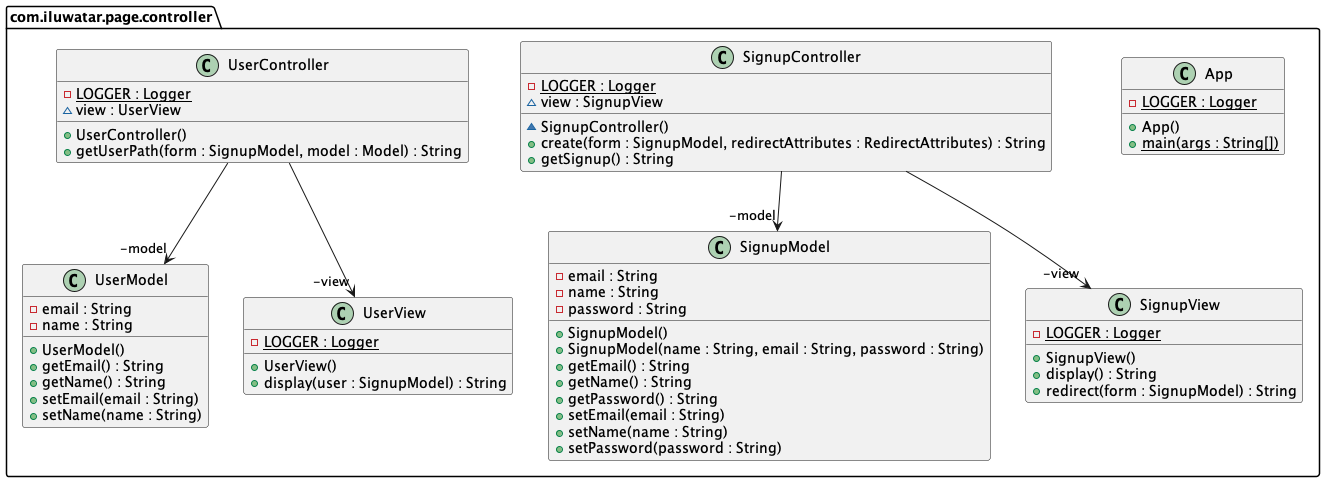 com.iluwatar.page.controller
C UserController
LOGGER : Logger
view : UserView
UserController()
getUserPath(form : SignupModel, model : Model) : String
C SignupController
LOGGER : Logger
view : SignupView
SignupController()
create(form : SignupModel, redirectAttributes : RedirectAttributes) : String
getSignup() : String
C App
LOGGER : Logger
App()
main(args : String[])
-model
-view
-model
-view
C UserModel
email : String
name : String
UserModel()
getEmail() : String
getName() : String
setEmail(email : String)
setName(name : String)
C UserView
LOGGER : Logger
UserView()
display(user : SignupModel) : String
C SignupModel
email : String
name : String
password : String
SignupModel()
SignupModel(name : String, email : String, password : String)
getEmail() : String
getName() : String
getPassword() : String
setEmail(email : String)
setName(name : String)
setPassword(password : String)
C SignupView
LOGGER : Logger
SignupView()
display() : String
redirect(form : SignupModel) : String